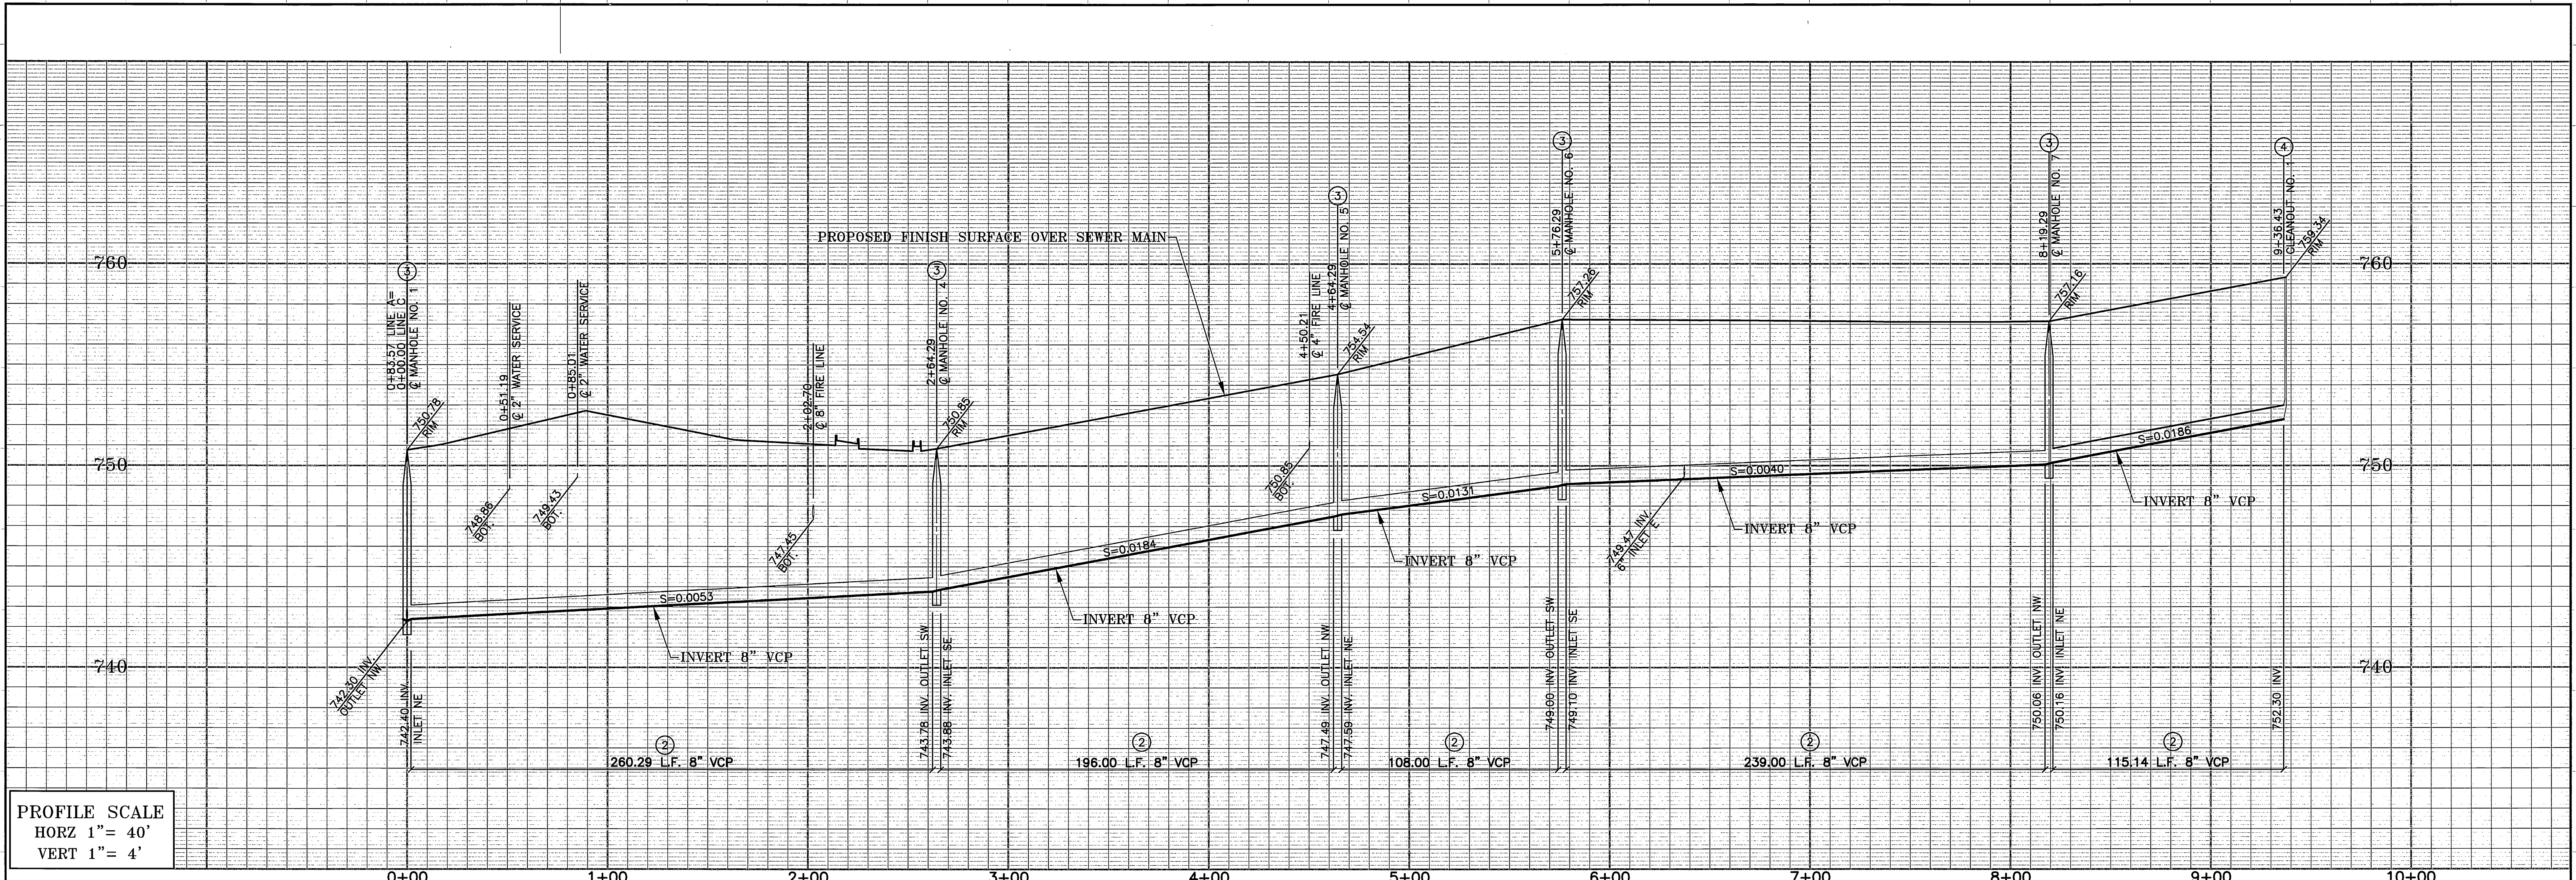 PROPOSED FINISH SURFACE OVER SEWER MAIN
760
750
740
3
0+83.57 LINE A=
0+00.00 LINE C
℄ MANHOLE NO. 1
750.78
RIM
0+51.19
℄ 2" WATER SERVICE
748.86
BOT.
0+85.01
℄ 2" WATER SERVICE
749.43
BOT.
2+02.70
℄ 8" FIRE LINE
747.45
BOT.
3
2+64.29
℄ MANHOLE NO. 4
750.85
RIM
4+50.21
℄ 4" FIRE LINE
750.85
BOT.
3
4+64.29
℄ MANHOLE NO. 5
754.54
RIM
3
5+76.29
℄ MANHOLE NO. 6
757.26
RIM
749.47 INV.
6" INLET E
3
8+19.29
℄ MANHOLE NO. 7
757.16
RIM
4
9+36.43
CLEANOUT NO. 1
759.34
RIM
760
750
740
S=0.0053
S=0.0184
S=0.0131
S=0.0040
S=0.0186
INVERT 8" VCP
INVERT 8" VCP
INVERT 8" VCP
INVERT 8" VCP
INVERT 8" VCP
742.30 INV.
OUTLET NW
742.40 INV.
INLET NE
743.78 INV. OUTLET SW
743.88 INV. INLET SE
747.49 INV. OUTLET NW
747.59 INV. INLET NE
749.00 INV. OUTLET SW
749.10 INV. INLET SE
750.06 INV. OUTLET NW
750.16 INV. INLET NE
752.30 INV.
2
260.29 L.F. 8" VCP
2
196.00 L.F. 8" VCP
2
108.00 L.F. 8" VCP
2
239.00 L.F. 8" VCP
2
115.14 L.F. 8" VCP
PROFILE SCALE
HORZ 1"= 40'
VERT 1"= 4'
0+00 1+00 2+00 3+00 4+00 5+00 6+00 7+00 8+00 9+00 10+00